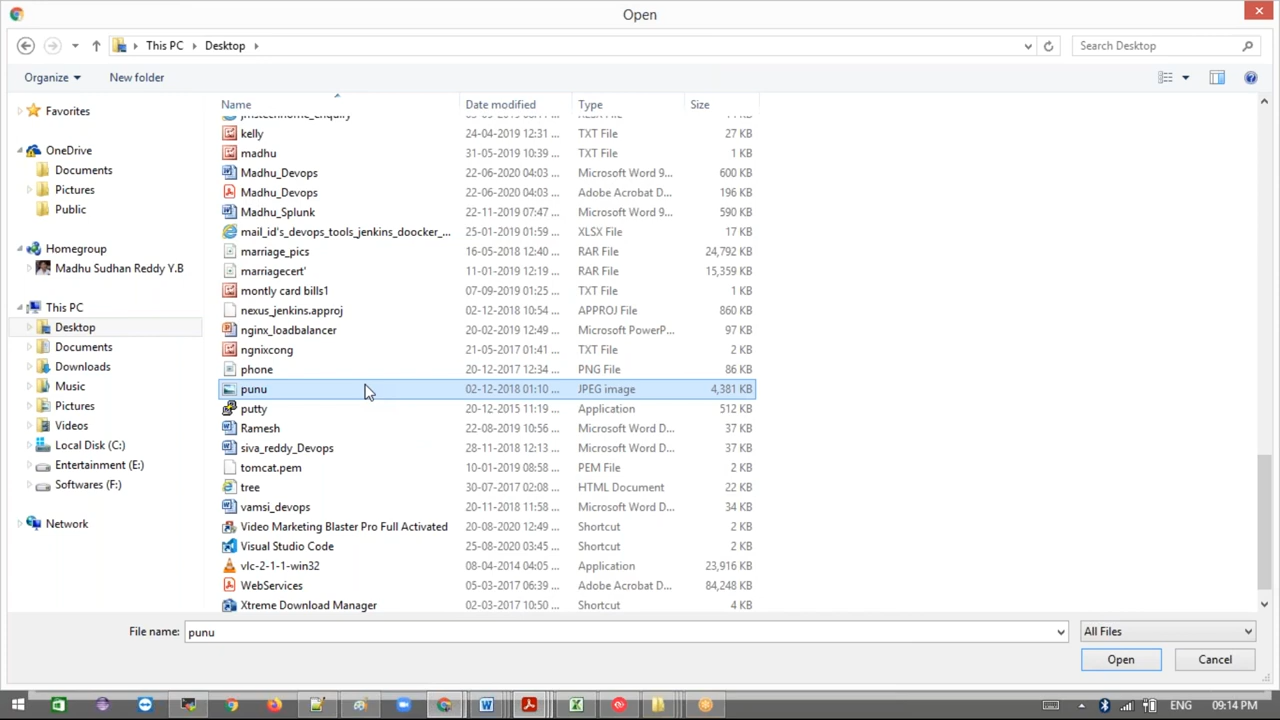 Open
This PC Desktop
Search Desktop
Organize New folder
Name Date modified Type Size
Favorites
OneDrive
Documents
Pictures
Public
Homegroup
Madhu Sudhan Reddy Y.B
This PC
Desktop
Documents
Downloads
Music
Pictures
Videos
Local Disk (C:)
Entertainment (E:)
Softwares (F:)
Network
kelly 24-04-2019 12:31 ... TXT File 27 KB
madhu 31-05-2019 10:39 ... TXT File 1 KB
Madhu_Devops 22-06-2020 04:03 ... Microsoft Word 9... 600 KB
Madhu_Devops 22-06-2020 04:03 ... Adobe Acrobat D... 196 KB
Madhu_Splunk 22-11-2019 07:47 ... Microsoft Word 9... 590 KB
mail_id's_devops_tools_jenkins_doocker_... 25-01-2019 01:59 ... XLSX File 17 KB
marriage_pics 16-05-2018 12:40 ... RAR File 24,792 KB
marriagecert' 11-01-2019 12:19 ... RAR File 15,359 KB
montly card bills1 07-09-2019 01:25 ... TXT File 1 KB
nexus_jenkins.approj 02-12-2018 10:54 ... APPROJ File 860 KB
nginx_loadbalancer 20-02-2019 12:49 ... Microsoft PowerP... 97 KB
ngnixcong 21-05-2017 01:41 ... TXT File 2 KB
phone 20-12-2017 12:34 ... PNG File 86 KB
punu 02-12-2018 01:10 ... JPEG image 4,381 KB
putty 20-12-2015 11:19 ... Application 512 KB
Ramesh 22-08-2019 10:56 ... Microsoft Word D... 37 KB
siva_reddy_Devops 28-11-2018 12:13 ... Microsoft Word D... 37 KB
tomcat.pem 10-01-2019 08:58 ... PEM File 2 KB
tree 30-07-2017 02:08 ... HTML Document 22 KB
vamsi_devops 20-11-2018 11:58 ... Microsoft Word D... 34 KB
Video Marketing Blaster Pro Full Activated 20-08-2020 12:49 ... Shortcut 2 KB
Visual Studio Code 25-08-2020 03:45 ... Shortcut 2 KB
vlc-2-1-1-win32 08-04-2014 04:05 ... Application 23,916 KB
WebServices 05-03-2017 06:39 ... Adobe Acrobat D... 84,248 KB
Xtreme Download Manager 02-03-2017 10:50 ... Shortcut 4 KB
File name: punu All Files
Open Cancel
ENG 09:14 PM